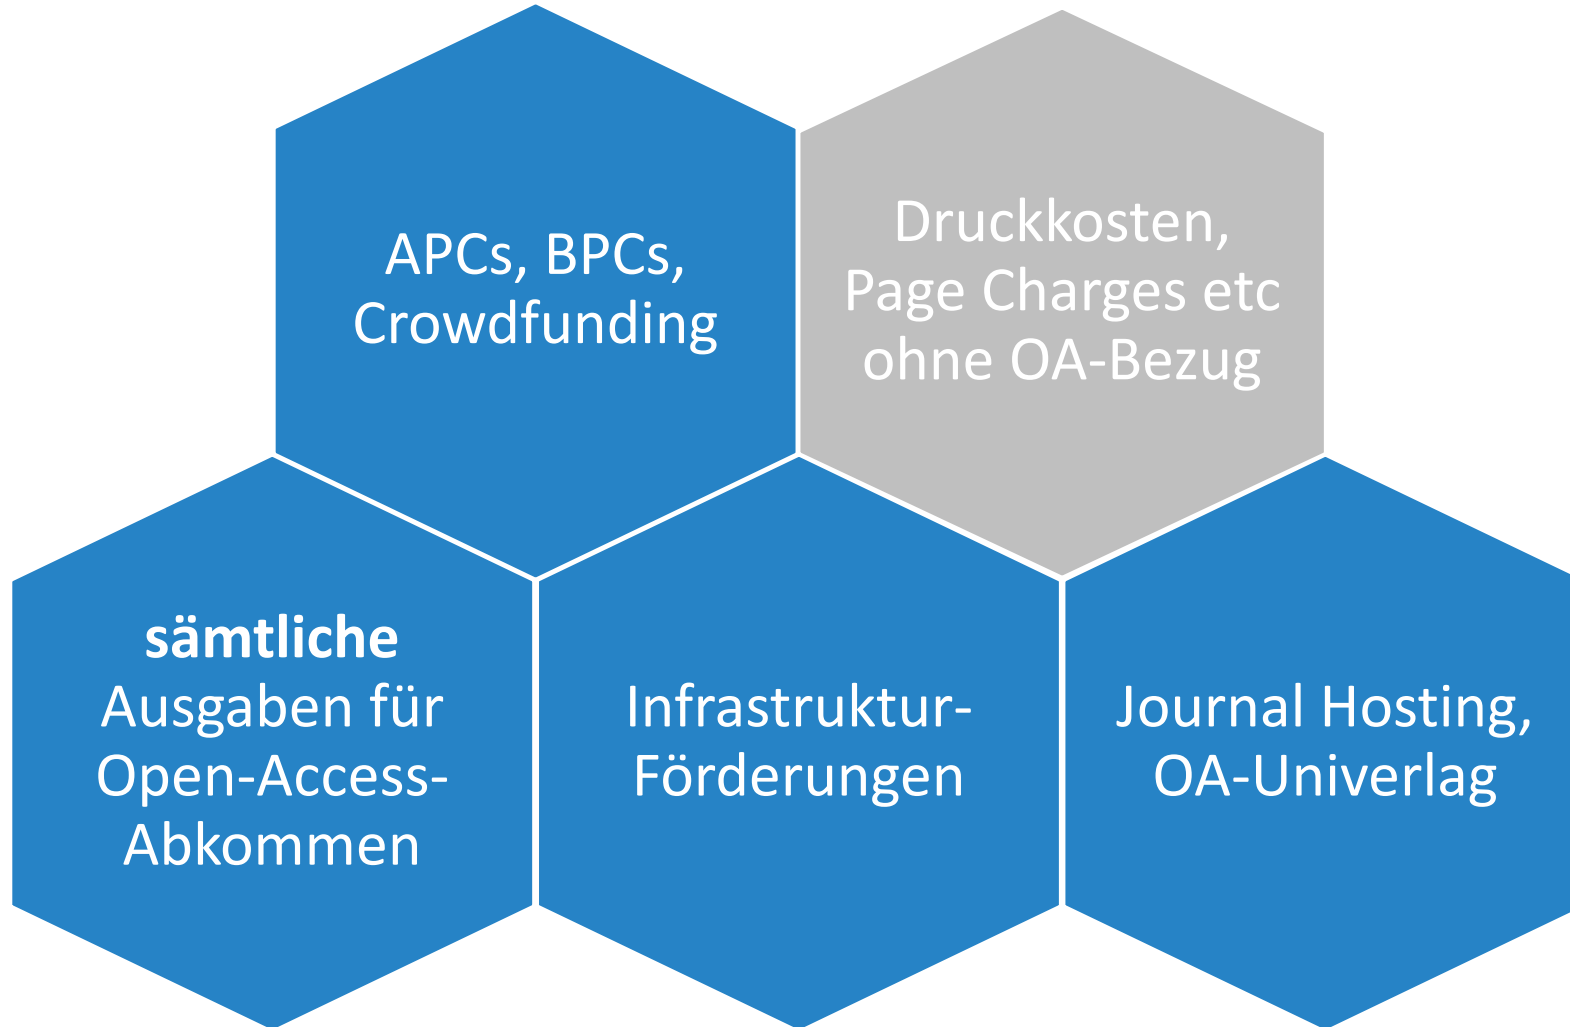 APCs, BPCs,
Crowdfunding
Druckkosten,
Page Charges etc
ohne OA-Bezug
sämtliche
Ausgaben für
Open-Access-
Abkommen
Infrastruktur-
Förderungen
Journal Hosting,
OA-Univerlag